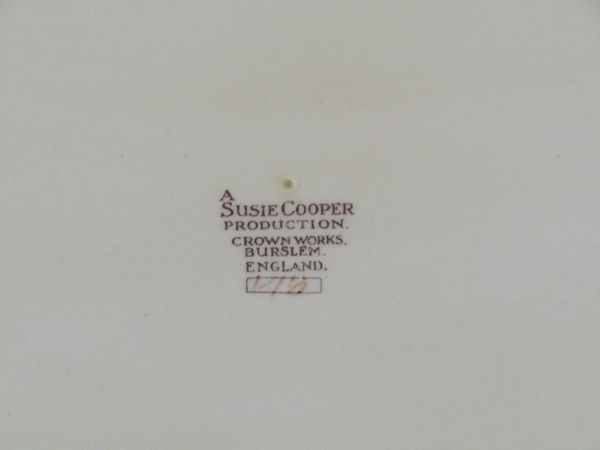 A
SUSIE COOPER
PRODUCTION.
CROWN WORKS.
BURSLEM.
ENGLAND.